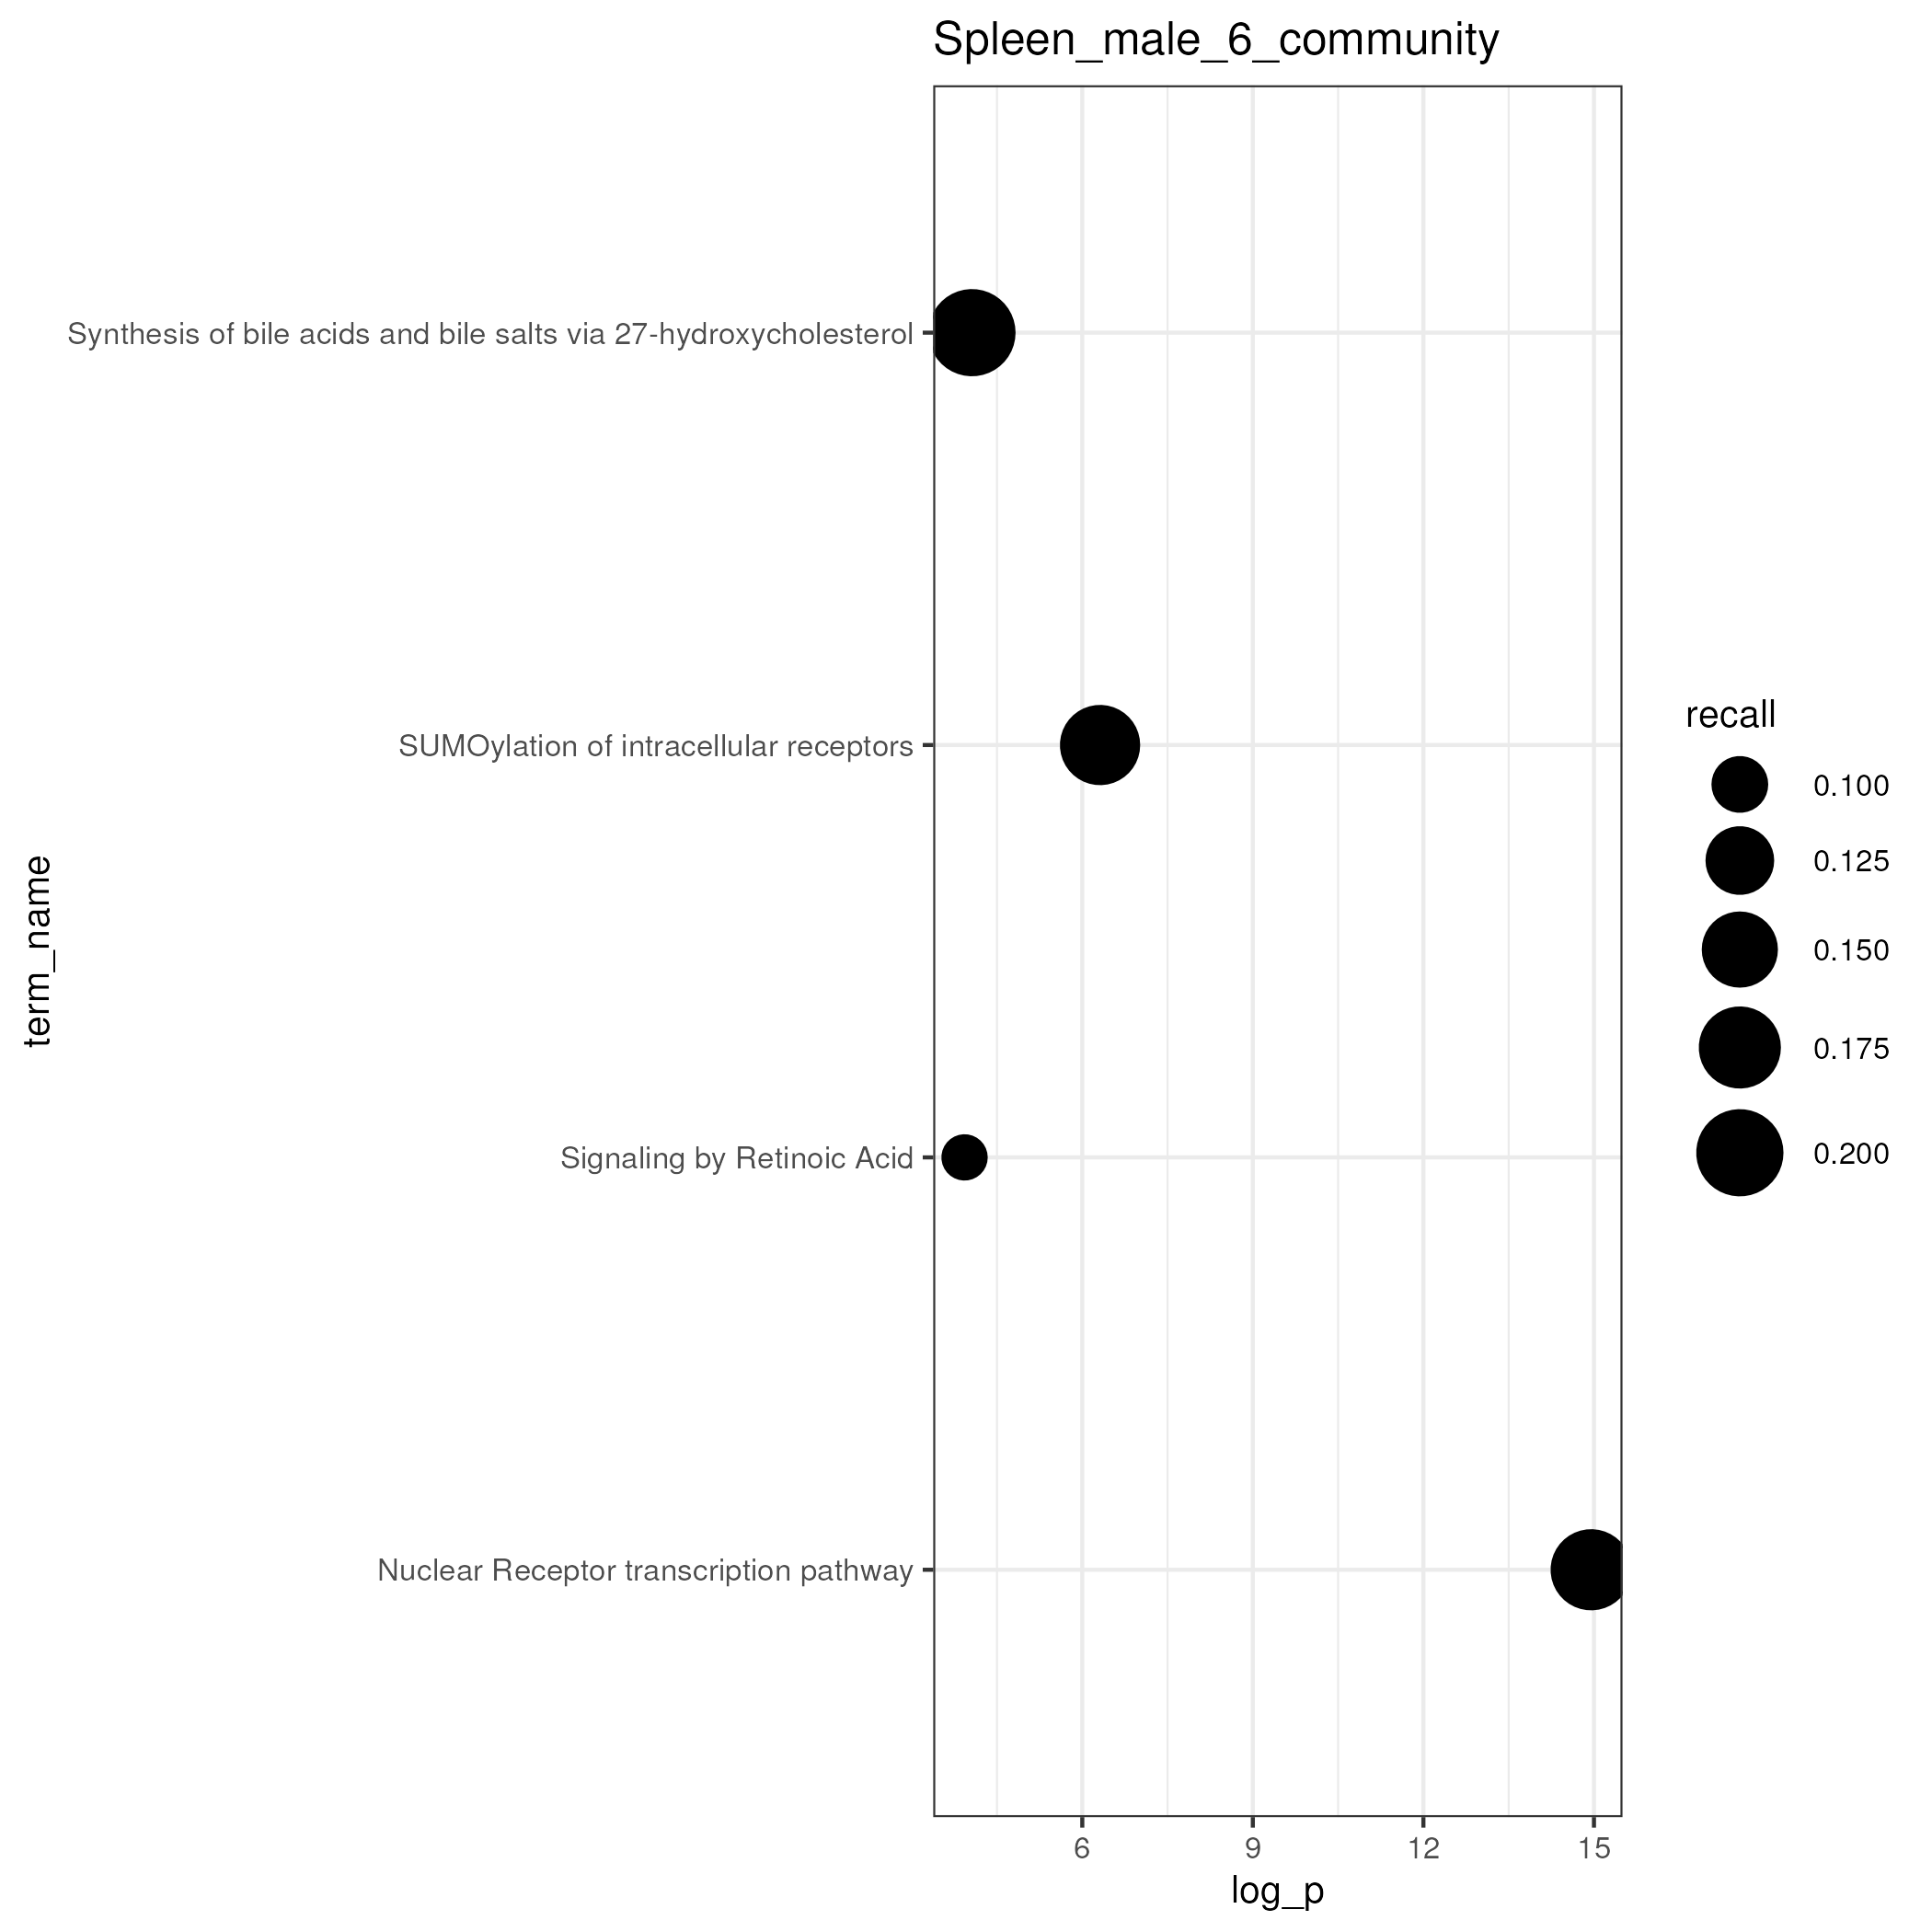 Spleen_male_6_community
Synthesis of bile acids and bile salts via 27-hydroxycholesterol
SUMOylation of intracellular receptors
Signaling by Retinoic Acid
Nuclear Receptor transcription pathway
term_name
6 9 12 15
log_p
recall
0.100
0.125
0.150
0.175
0.200